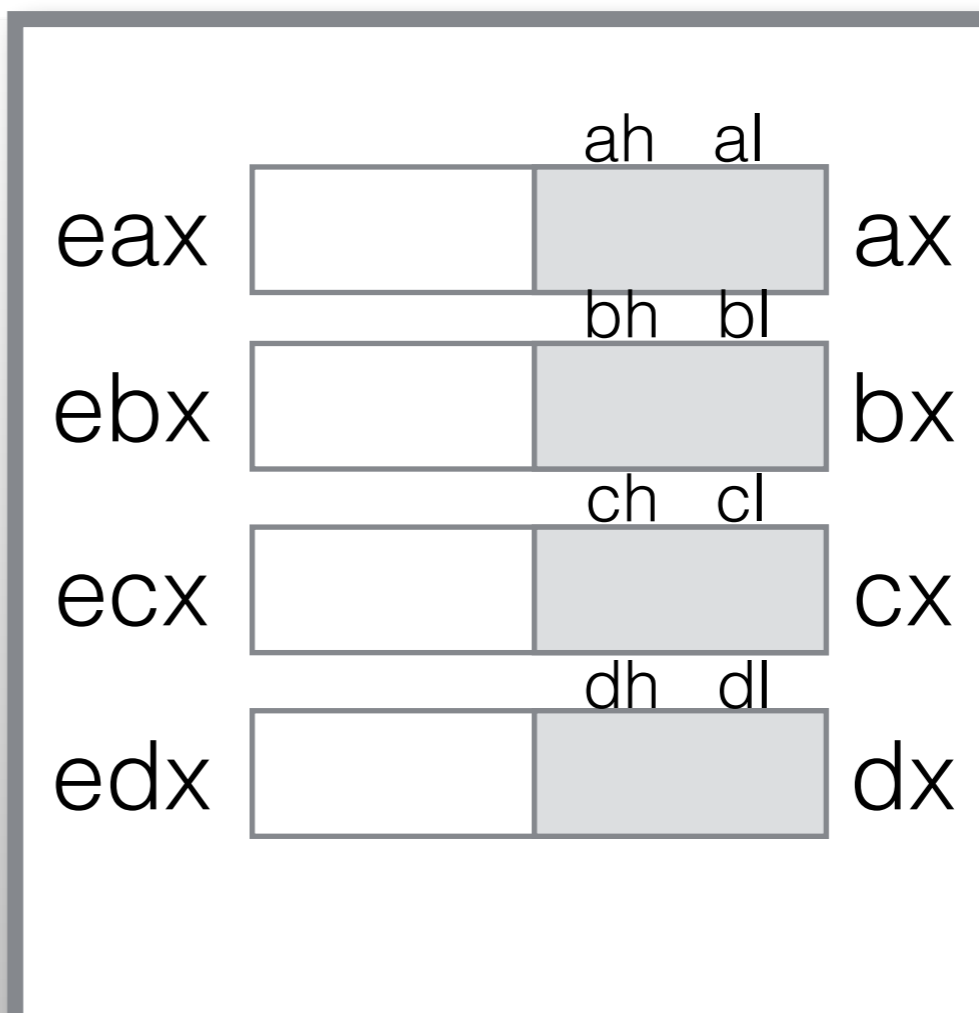 ah al
eax ax
bh bl
ebx bx
ch cl
ecx cx
dh dl
edx dx